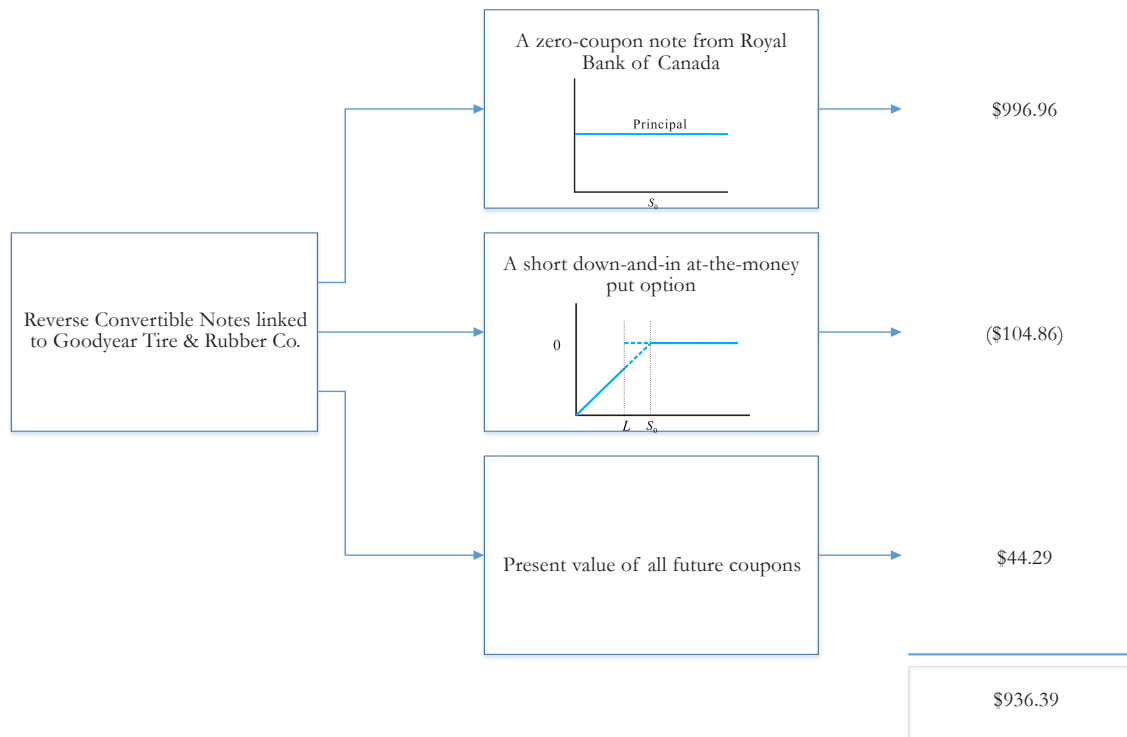 A zero-coupon note from Royal
Bank of Canada
Principal
S₀
$996.96
Reverse Convertible Notes linked
to Goodyear Tire & Rubber Co.
A short down-and-in at-the-money
put option
0
L S₀
($104.86)
Present value of all future coupons
$44.29
$936.39